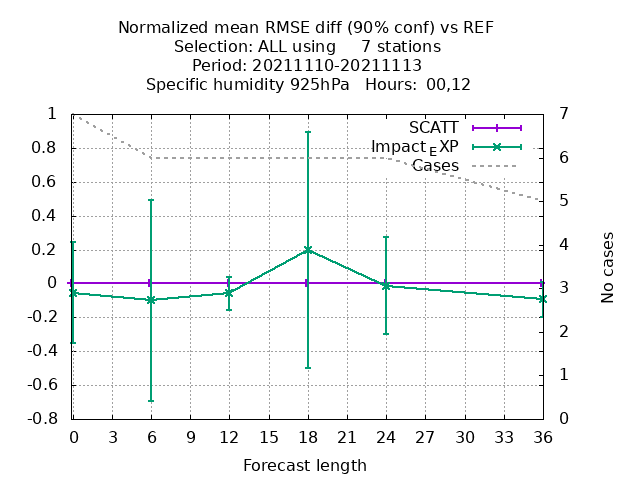 Normalized mean RMSE diff (90% conf) vs REF
Selection: ALL using     7 stations
Period: 20211110-20211113
Specific humidity 925hPa   Hours: 00,12
SCATT
Impact_EXP
Cases
1
0.8
0.6
0.4
0.2
0
-0.2
-0.4
-0.6
-0.8
7
6
5
4
3
2
1
0
No cases
0 3 6 9 12 15 18 21 24 27 30 33 36
Forecast length